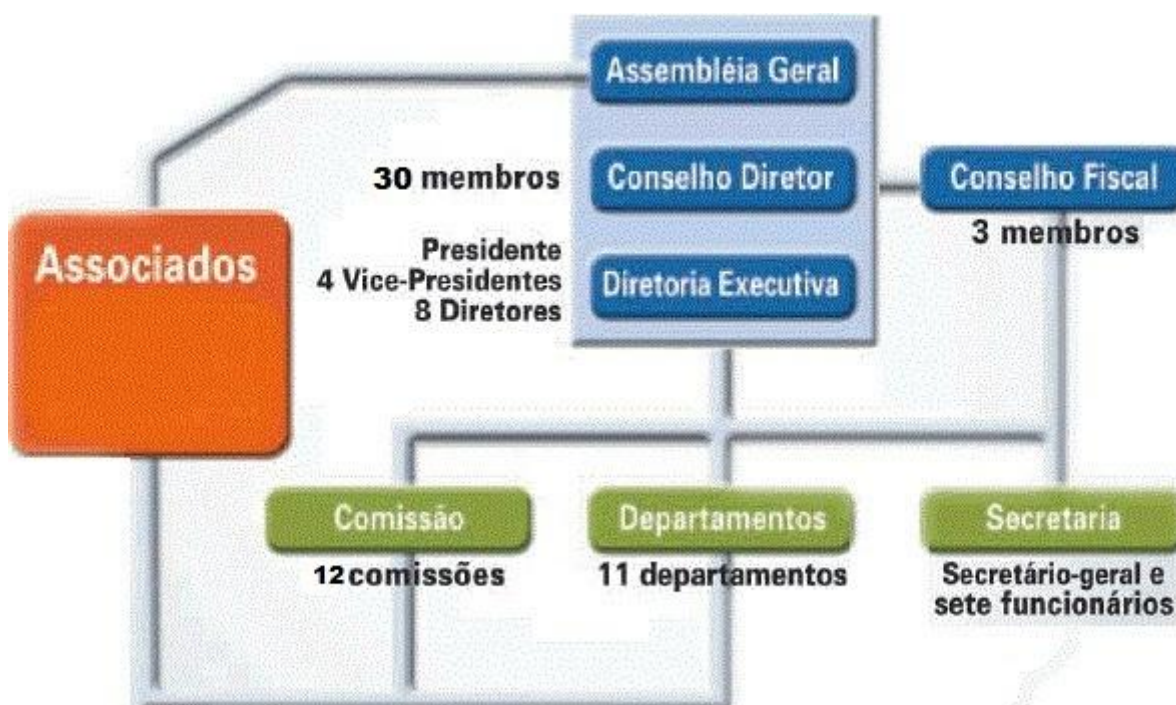 Assembléia Geral
30 membros
Conselho Diretor
Conselho Fiscal
3 membros
Associados
Presidente
4 Vice-Presidentes
8 Diretores
Diretoria Executiva
Comissão
12 comissões
Departamentos
11 departamentos
Secretaria
Secretário-geral e
sete funcionários